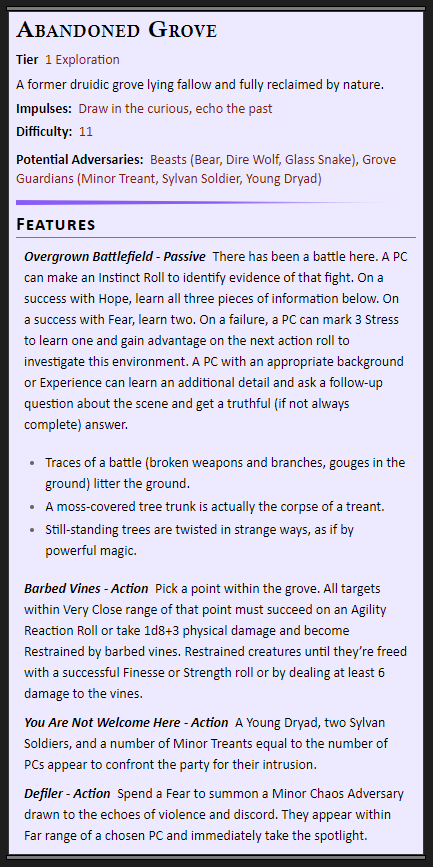 Abandoned Grove
Tier 1 Exploration
A former druidic grove lying fallow and fully reclaimed by nature.
Impulses: Draw in the curious, echo the past
Difficulty: 11
Potential Adversaries: Beasts (Bear, Dire Wolf, Glass Snake), Grove
Guardians (Minor Treant, Sylvan Soldier, Young Dryad)
Features
Overgrown Battlefield - Passive There has been a battle here. A PC
can make an Instinct Roll to identify evidence of that fight. On a
success with Hope, learn all three pieces of information below. On
a success with Fear, learn two. On a failure, a PC can mark 3 Stress
to learn one and gain advantage on the next action roll to
investigate this environment. A PC with an appropriate background
or Experience can learn an additional detail and ask a follow-up
question about the scene and get a truthful (if not always
complete) answer.
• Traces of a battle (broken weapons and branches, gouges in the
ground) litter the ground.
• A moss-covered tree trunk is actually the corpse of a treant.
• Still-standing trees are twisted in strange ways, as if by
powerful magic.
Barbed Vines - Action Pick a point within the grove. All targets
within Very Close range of that point must succeed on an Agility
Reaction Roll or take 1d8+3 physical damage and become
Restrained by barbed vines. Restrained creatures until they're freed
with a successful Finesse or Strength roll or by dealing at least 6
damage to the vines.
You Are Not Welcome Here - Action A Young Dryad, two Sylvan
Soldiers, and a number of Minor Treants equal to the number of
PCs appear to confront the party for their intrusion.
Defiler - Action Spend a Fear to summon a Minor Chaos Adversary
drawn to the echoes of violence and discord. They appear within
Far range of a chosen PC and immediately take the spotlight.